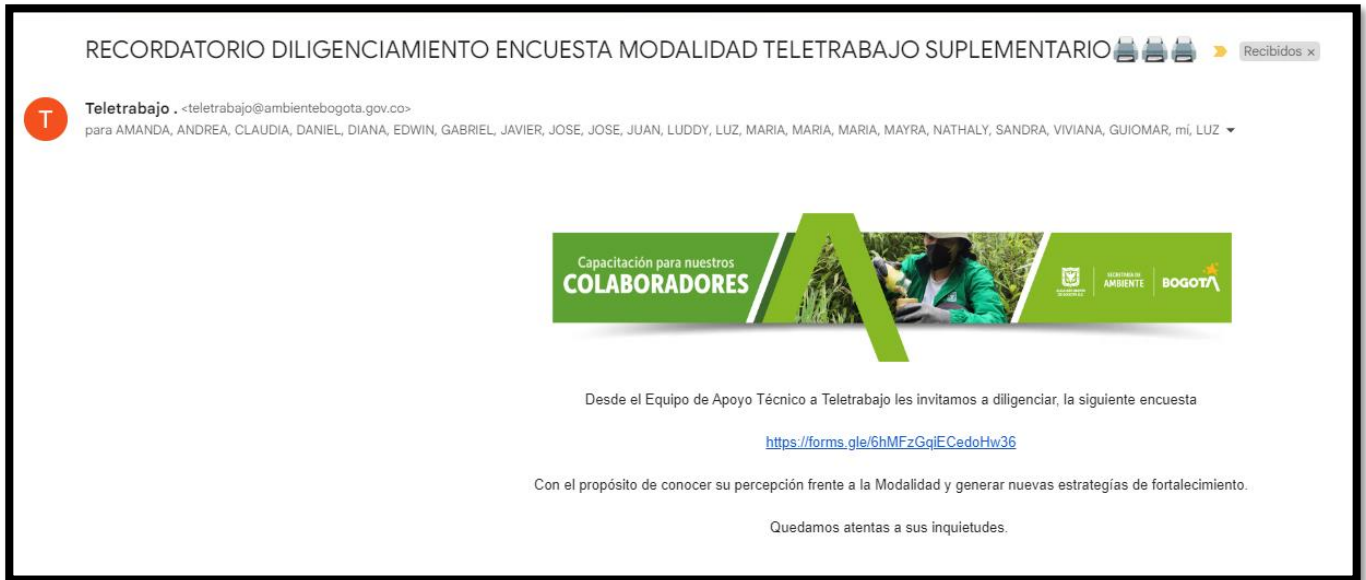 RECORDATORIO DILIGENCIAMIENTO ENCUESTA MODALIDAD TELETRABAJO SUPLEMENTARIO🖨️🖨️🖨️ Recibidos ×
T
Teletrabajo . <teletrabajo@ambientebogota.gov.co>
para AMANDA, ANDREA, CLAUDIA, DANIEL, DIANA, EDWIN, GABRIEL, JAVIER, JOSE, JOSE, JUAN, LUDDY, LUZ, MARIA, MARIA, MARIA, MAYRA, NATHALY, SANDRA, VIVIANA, GUIOMAR, mí, LUZ
Capacitación para nuestros
COLABORADORES
SECRETARÍA DE
AMBIENTE
BOGOTÁ
Desde el Equipo de Apoyo Técnico a Teletrabajo les invitamos a diligenciar, la siguiente encuesta
https://forms.gle/6hMFzGqiECedoHw36
Con el propósito de conocer su percepción frente a la Modalidad y generar nuevas estrategías de fortalecimiento.
Quedamos atentas a sus inquietudes.